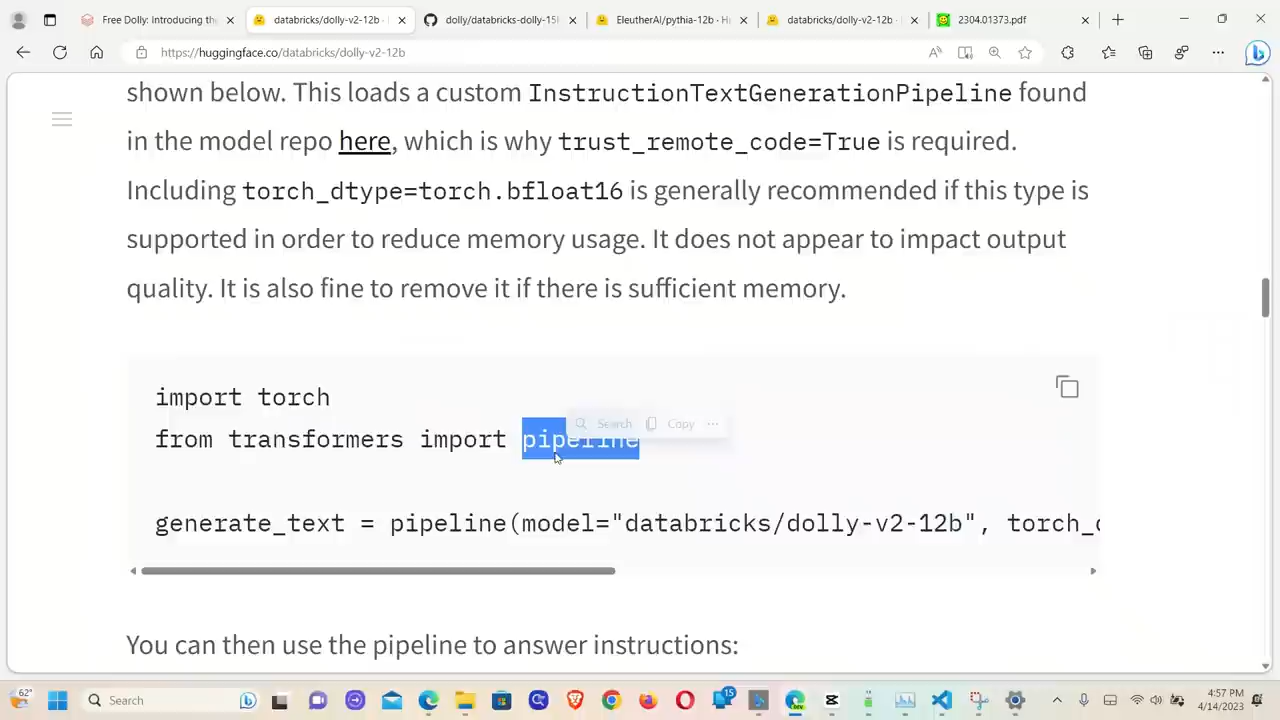 Free Dolly: introducing the
databricks/dolly-v2-12b
dolly/databricks-dolly-15
EleutherAI/pythia-12b · H
databricks/dolly-v2-12b
2304.01373.pdf
https://huggingface.co/databricks/dolly-v2-12b
shown below. This loads a custom InstructionTextGenerationPipeline found
in the model repo here, which is why trust_remote_code=True is required.
Including torch_dtype=torch.bfloat16 is generally recommended if this type is
supported in order to reduce memory usage. It does not appear to impact output
quality. It is also fine to remove it if there is sufficient memory.
import torch
Search Copy ···
from transformers import pipeline
generate_text = pipeline(model="databricks/dolly-v2-12b", torch_d
You can then use the pipeline to answer instructions:
62°
Search
15
4:57 PM
4/14/2023